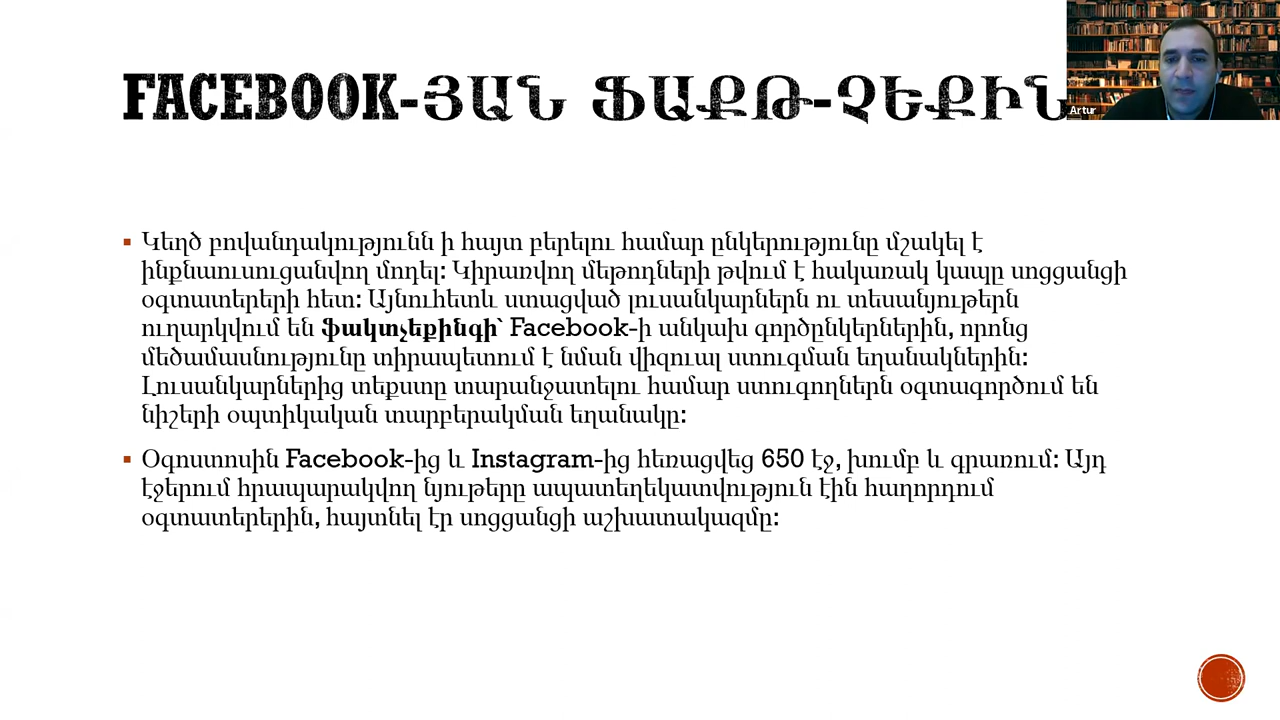 FACEBOOK-ՅԱՆ ՖԱՔԹ-ՉԵՔԻՆ
Artur
▪ Կեղծ բովանդակությունն ի հայտ բերելու համար ընկերությունը մշակել է
ինքնաուսուցանվող մոդել: Կիրառվող մեթոդների թվում է հակառակ կապը սոցցանցի
օգտատերերի հետ: Այնուհետև ստացված լուսանկարներն ու տեսանյութերն
ուղարկվում են ֆակտչեքինգի՝ Facebook-ի անկախ գործընկերներին, որոնց
մեծամասնությունը տիրապետում է նման վիզուալ ստուգման եղանակներին:
Լուսանկարներից տեքստը տարանջատելու համար ստուգողներն օգտագործում են
նիշերի օպտիկական տարբերակման եղանակը:
▪ Օգոստոսին Facebook-ից և Instagram-ից հեռացվեց 650 էջ, խումբ և գրառում: Այդ
էջերում հրապարակվող նյութերը ապատեղեկատվություն էին հաղորդում
օգտատերերին, հայտնել էր սոցցանցի աշխատակազմը: